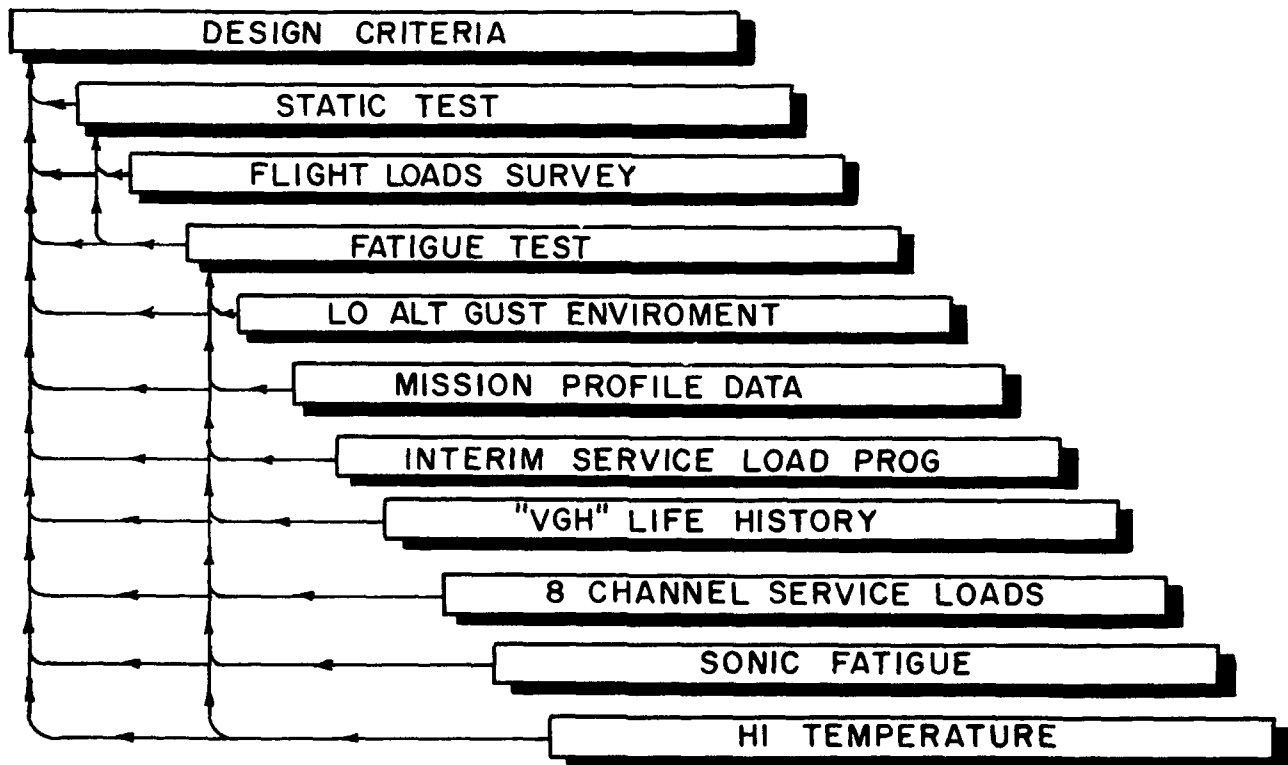 DESIGN CRITERIA
STATIC TEST
FLIGHT LOADS SURVEY
FATIGUE TEST
LO ALT GUST ENVIROMENT
MISSION PROFILE DATA
INTERIM SERVICE LOAD PROG
"VGH" LIFE HISTORY
8 CHANNEL SERVICE LOADS
SONIC FATIGUE
HI TEMPERATURE